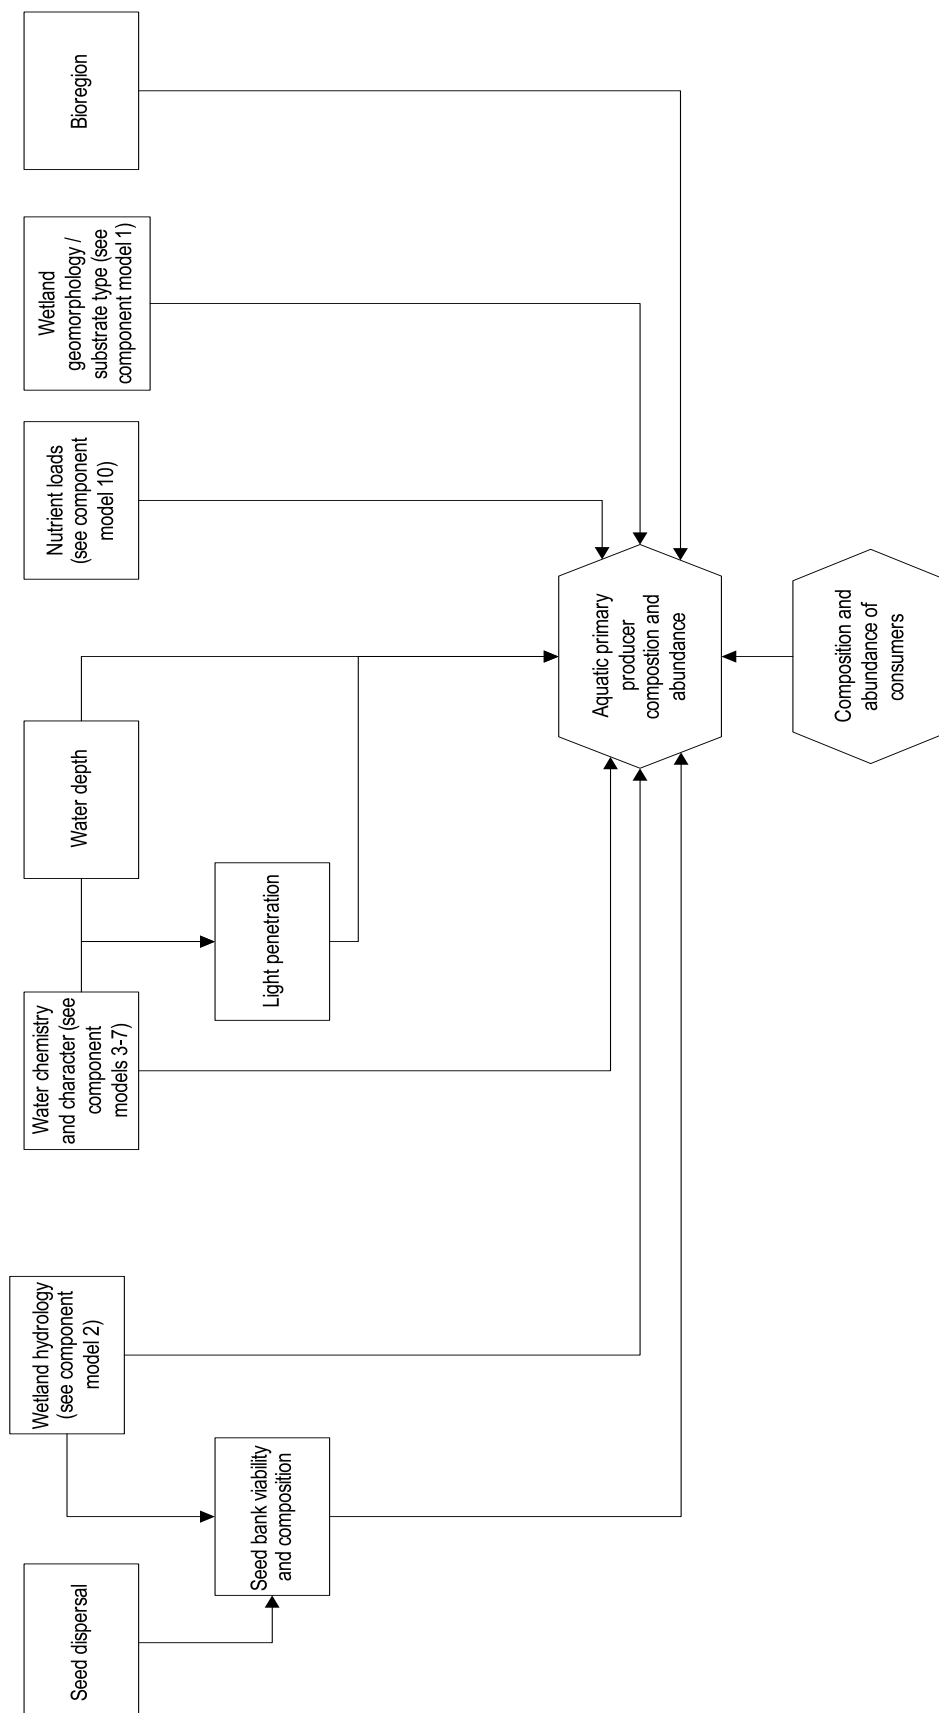 Seed dispersal
Wetland hydrology
(see component
model 2)
Water chemistry
and character (see
component
models 3-7)
Water depth
Nutrient loads
(see component
model 10)
Wetland
geomorphology /
substrate type (see
component model 1)
Bioregion
Seed bank viability
and composition
Light penetration
Aquatic primary
producer
compostion and
abundance
Composition and
abundance of
consumers